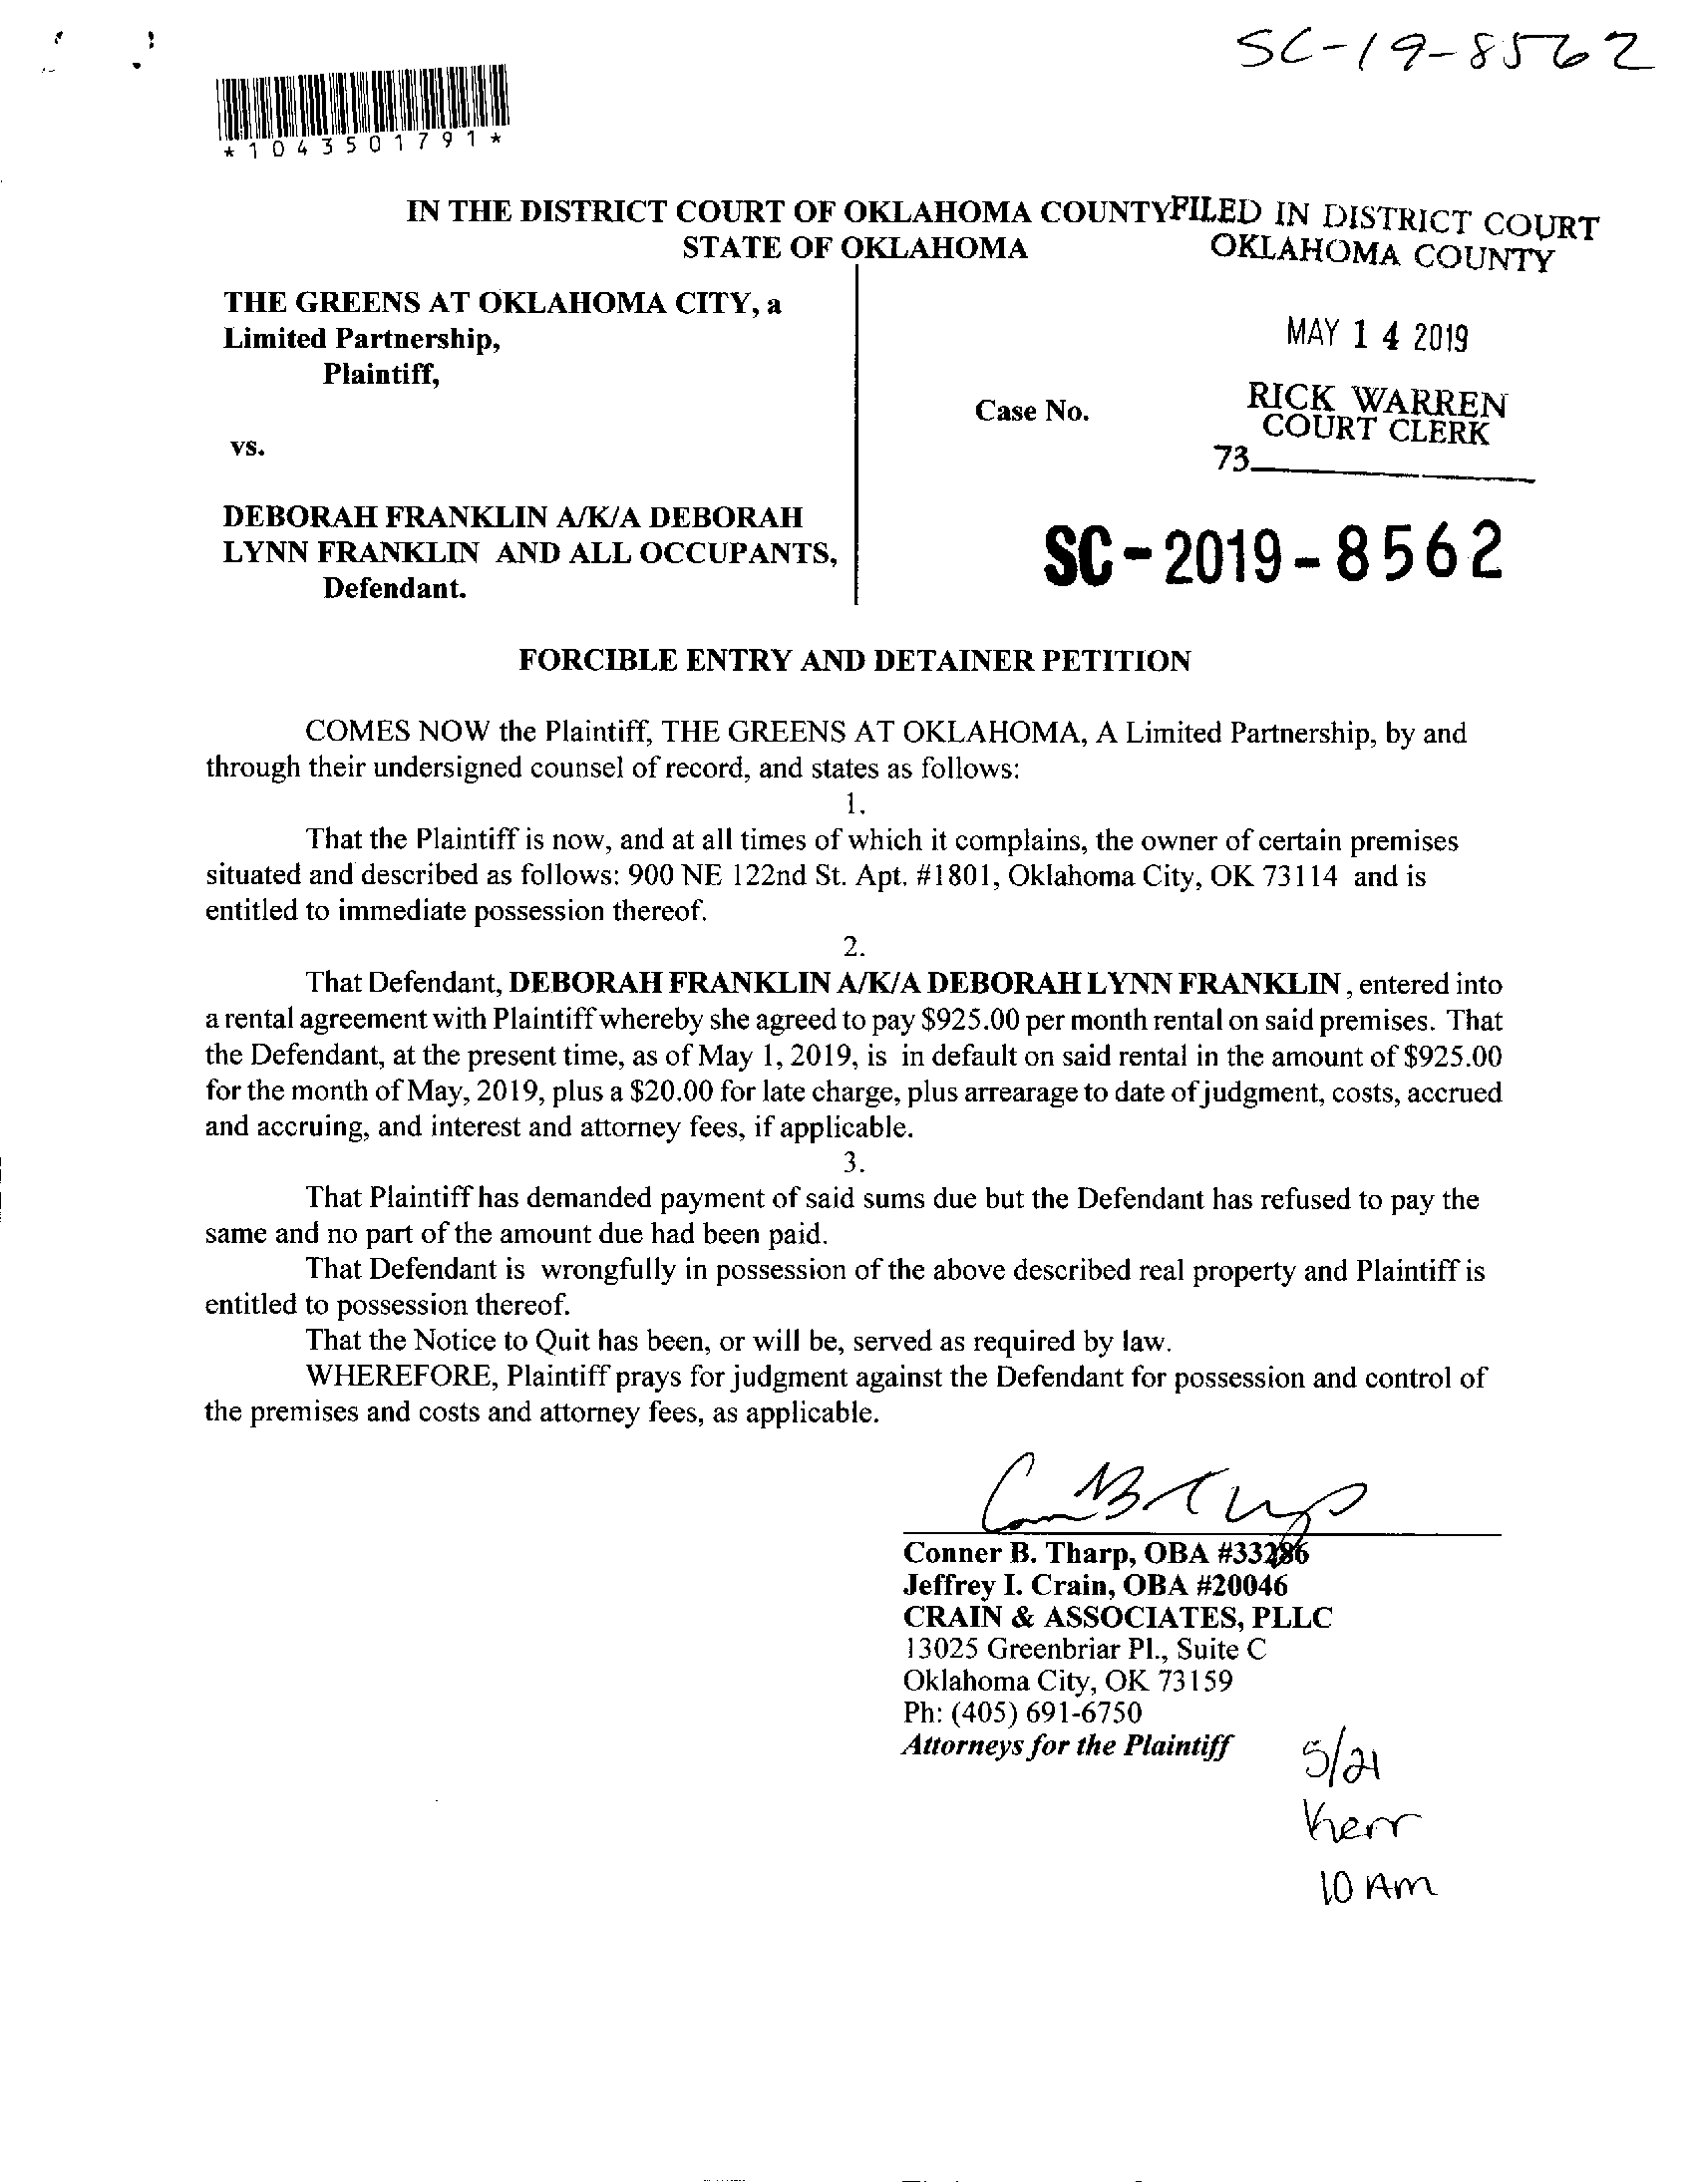 SC-19-8562
*1043501791*
IN THE DISTRICT COURT OF OKLAHOMA COUNTY
STATE OF OKLAHOMA
FILED IN DISTRICT COURT
OKLAHOMA COUNTY
MAY 14 2019
RICK WARREN
COURT CLERK
73
THE GREENS AT OKLAHOMA CITY, a
Limited Partnership,
Plaintiff,
vs.
DEBORAH FRANKLIN A/K/A DEBORAH
LYNN FRANKLIN AND ALL OCCUPANTS,
Defendant.
Case No.
SC-2019-8562
FORCIBLE ENTRY AND DETAINER PETITION
COMES NOW the Plaintiff, THE GREENS AT OKLAHOMA, A Limited Partnership, by and
through their undersigned counsel of record, and states as follows:
1.
That the Plaintiff is now, and at all times of which it complains, the owner of certain premises
situated and described as follows: 900 NE 122nd St. Apt. #1801, Oklahoma City, OK 73114 and is
entitled to immediate possession thereof.
2.
That Defendant, DEBORAH FRANKLIN A/K/A DEBORAH LYNN FRANKLIN, entered into
a rental agreement with Plaintiff whereby she agreed to pay $925.00 per month rental on said premises. That
the Defendant, at the present time, as of May 1, 2019, is in default on said rental in the amount of $925.00
for the month of May, 2019, plus a $20.00 for late charge, plus arrearage to date of judgment, costs, accrued
and accruing, and interest and attorney fees, if applicable.
3.
That Plaintiff has demanded payment of said sums due but the Defendant has refused to pay the
same and no part of the amount due had been paid.
That Defendant is wrongfully in possession of the above described real property and Plaintiff is
entitled to possession thereof.
That the Notice to Quit has been, or will be, served as required by law.
WHEREFORE, Plaintiff prays for judgment against the Defendant for possession and control of
the premises and costs and attorney fees, as applicable.
Conner B. Tharp, OBA #33286
Jeffrey I. Crain, OBA #20046
CRAIN & ASSOCIATES, PLLC
13025 Greenbriar Pl., Suite C
Oklahoma City, OK 73159
Ph: (405) 691-6750
Attorneys for the Plaintiff
5/21
Kerr
10 Am